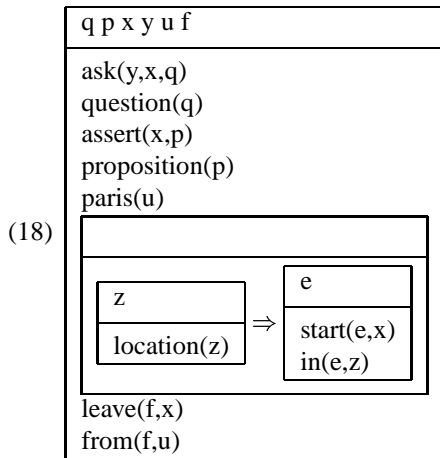 q p x y u f
ask(y,x,q)
question(q)
assert(x,p)
proposition(p)
paris(u)
(18)
z
location(z)
⇒
e
start(e,x)
in(e,z)
leave(f,x)
from(f,u)